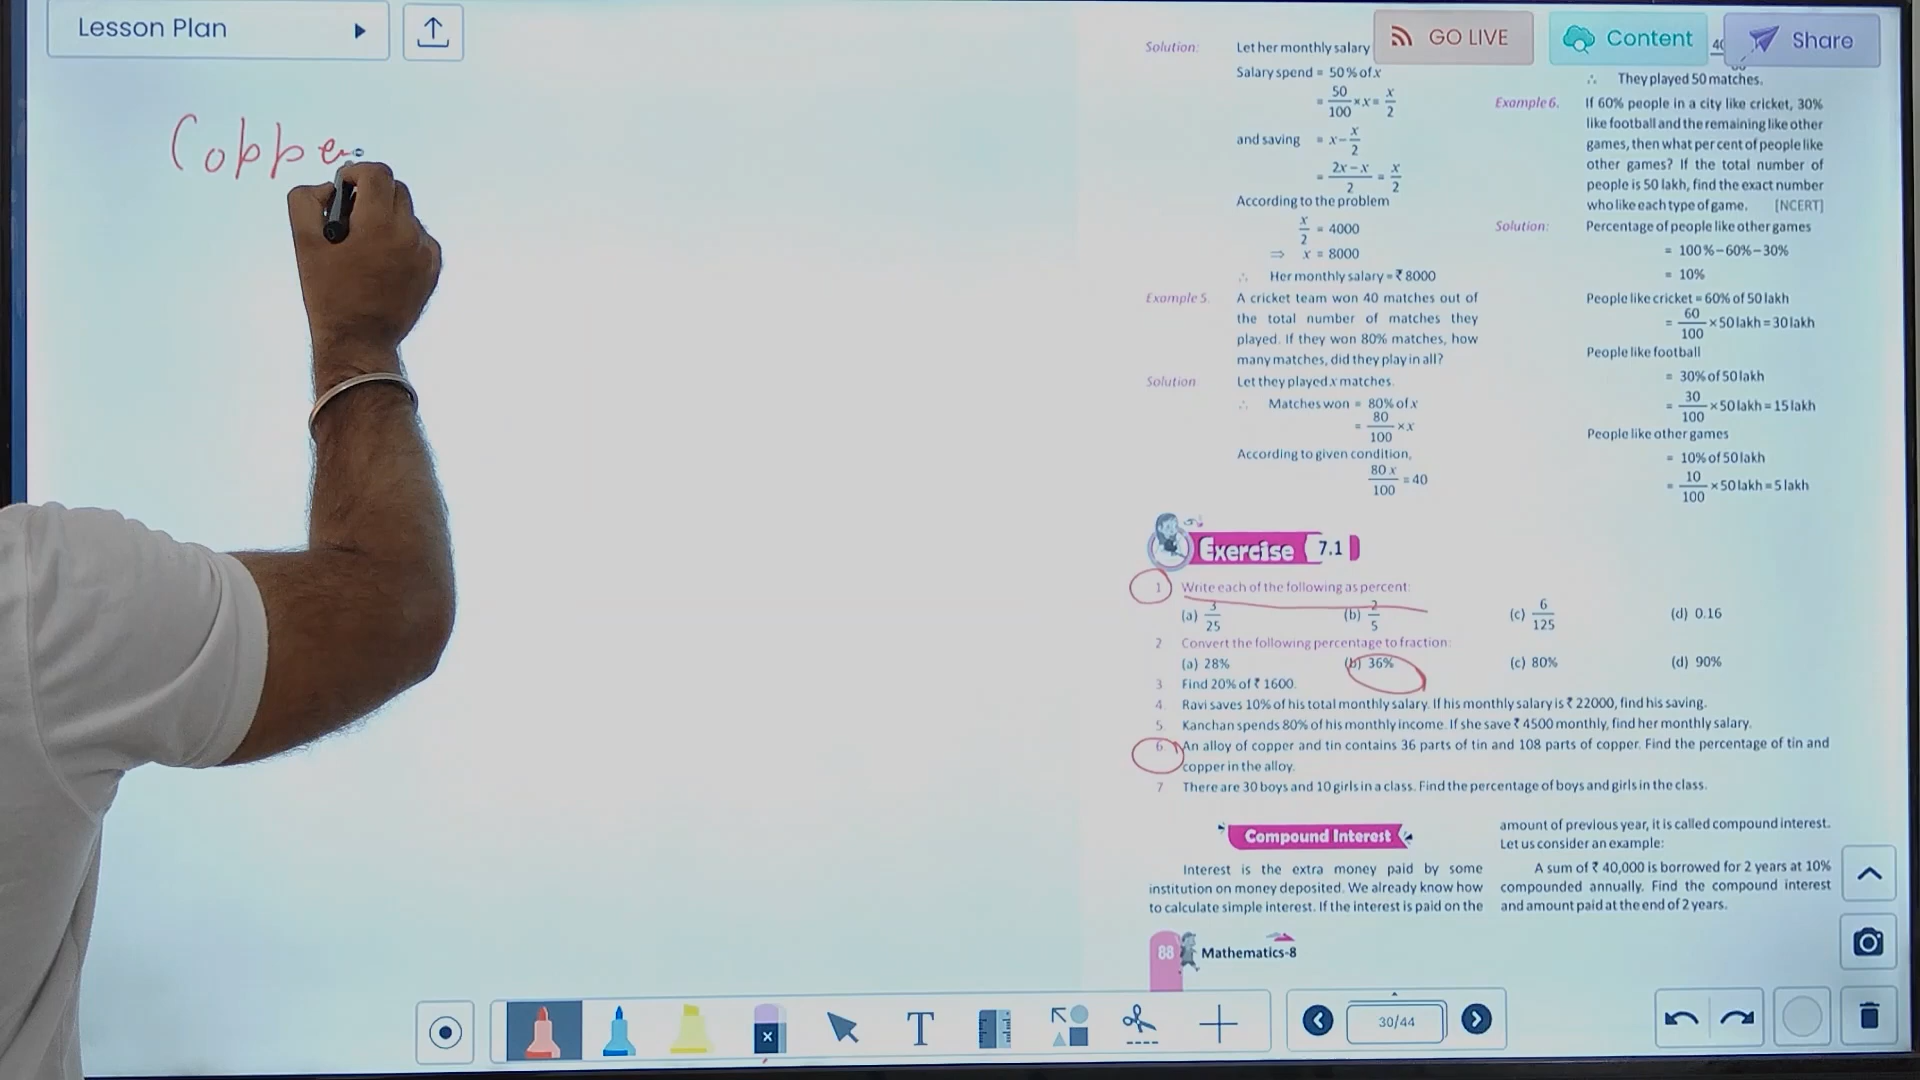 Lesson Plan
GO LIVE
Content
Share
Coppe
Solution: Let her monthly salary
Salary spend = 50% of x
= 50/100 × x = x/2
and saving = x − x/2
= 2x − x/2 = x/2
According to the problem
x/2 = 4000
⇒ x = 8000
∴ Her monthly salary = ₹ 8000
Example 5. A cricket team won 40 matches out of
the total number of matches they
played. If they won 80% matches, how
many matches, did they play in all?
Solution Let they played x matches.
∴ Matches won = 80% of x
= 80/100 × x
According to given condition,
80 x/100 = 40
∴ They played 50 matches.
Example 6. If 60% people in a city like cricket, 30%
like football and the remaining like other
games, then what per cent of people like
other games? If the total number of
people is 50 lakh, find the exact number
who like each type of game. [NCERT]
Solution: Percentage of people like other games
= 100% − 60% − 30%
= 10%
People like cricket = 60% of 50 lakh
= 60/100 × 50 lakh = 30 lakh
People like football
= 30% of 50 lakh
= 30/100 × 50 lakh = 15 lakh
People like other games
= 10% of 50 lakh
= 10/100 × 50 lakh = 5 lakh
Exercise 7.1
1 Write each of the following as percent:
(a) 3/25 (b) 2/5 (c) 6/125 (d) 0.16
2 Convert the following percentage to fraction:
(a) 28% (b) 36% (c) 80% (d) 90%
3 Find 20% of ₹ 1600.
4. Ravi saves 10% of his total monthly salary. If his monthly salary is ₹ 22000, find his saving.
5. Kanchan spends 80% of his monthly income. If she save ₹ 4500 monthly, find her monthly salary.
6 An alloy of copper and tin contains 36 parts of tin and 108 parts of copper. Find the percentage of tin and
copper in the alloy.
7 There are 30 boys and 10 girls in a class. Find the percentage of boys and girls in the class.
Compound Interest
Interest is the extra money paid by some
institution on money deposited. We already know how
to calculate simple interest. If the interest is paid on the
amount of previous year, it is called compound interest.
Let us consider an example:
A sum of ₹ 40,000 is borrowed for 2 years at 10%
compounded annually. Find the compound interest
and amount paid at the end of 2 years.
88 Mathematics-8
T
30/44